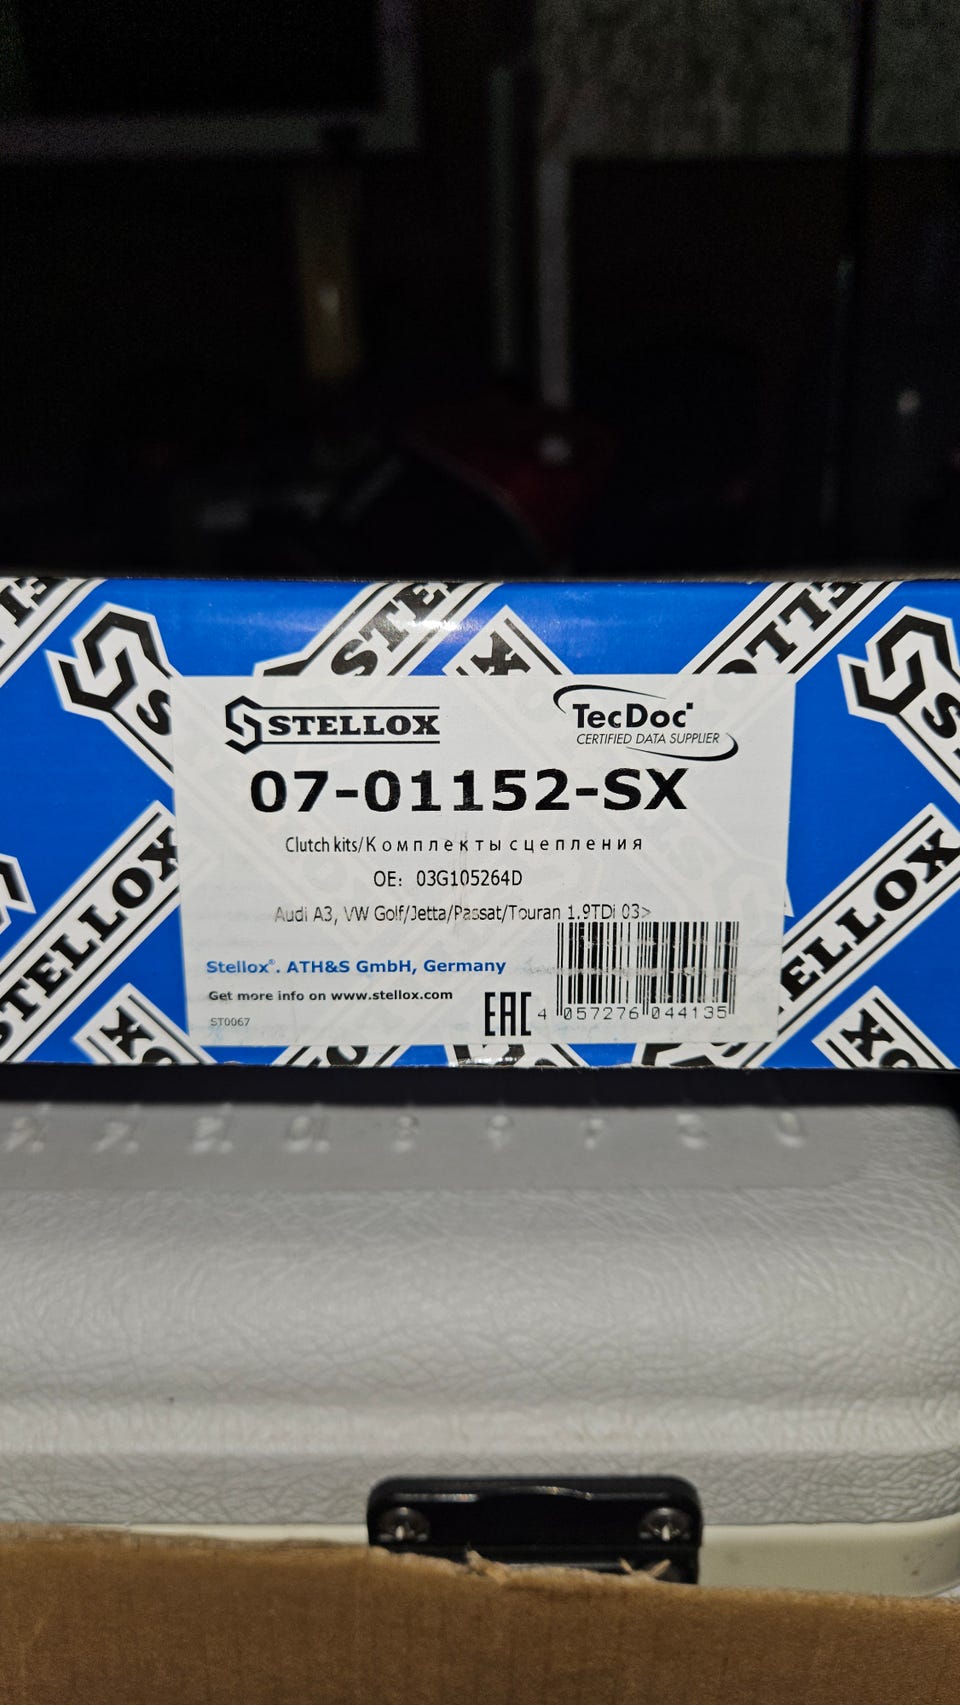 STELLOX
TecDoc
CERTIFIED DATA SUPPLIER
07-01152-SX
Clutch kits/Комплекты сцепления
OE: 03G105264D
Audi A3, VW Golf/Jetta/Passat/Touran 1.9TDi 03>
Stellox®. ATH&S GmbH, Germany
Get more info on www.stellox.com
ST0067
EAC
4 057276 044135
STELLOX
ELLOX